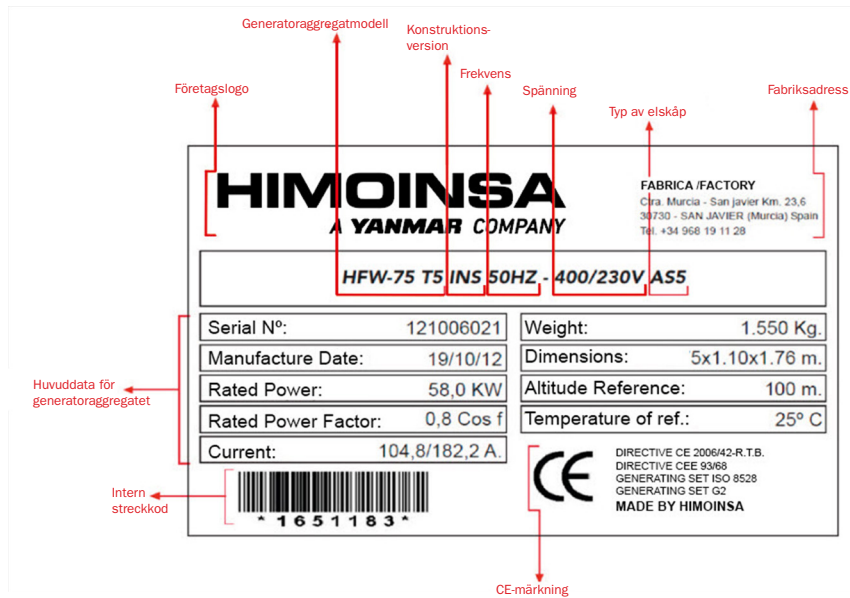 Generatoraggregatmodell
Konstruktions-
version
Frekvens
Företagslogo
Spänning
Fabriksadress
Typ av elskåp
HIMOINSA
A YANMAR COMPANY
FABRICA /FACTORY
Ctra. Murcia - San javier Km. 23,6
30730 - SAN JAVIER (Murcia) Spain
Tel. +34 968 19 11 28
HFW-75 T5 INS 50HZ - 400/230V AS5
Serial Nº: 121006021
Weight: 1.550 Kg.
Manufacture Date: 19/10/12
Dimensions: 5x1.10x1.76 m.
Huvuddata för
generatoraggregatet
Rated Power: 58,0 KW
Altitude Reference: 100 m.
Rated Power Factor: 0,8 Cos f
Temperature of ref.: 25º C
Current: 104,8/182,2 A.
Intern
streckkod
*1651183*
CE
DIRECTIVE CE 2006/42-R.T.B.
DIRECTIVE CEE 93/68
GENERATING SET ISO 8528
GENERATING SET G2
MADE BY HIMOINSA
CE-märkning